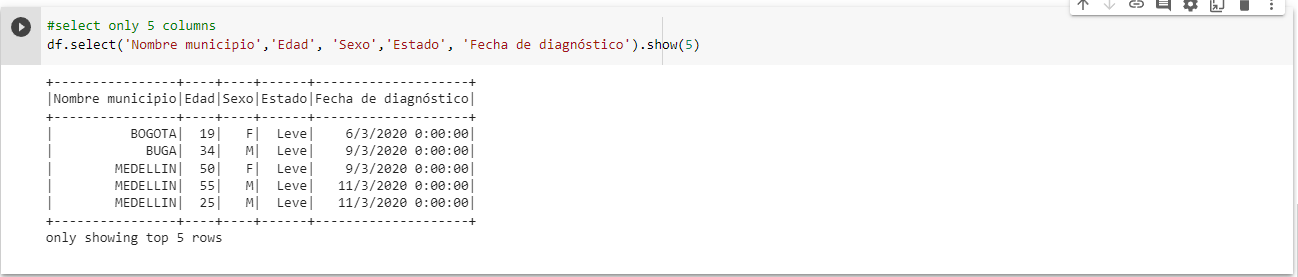 #select only 5 columns
df.select('Nombre municipio','Edad', 'Sexo','Estado', 'Fecha de diagnóstico').show(5)
+----------------+----+----+------+--------------------+
|Nombre municipio|Edad|Sexo|Estado|Fecha de diagnóstico|
+----------------+----+----+------+--------------------+
|          BOGOTA|  19|   F|  Leve|    6/3/2020 0:00:00|
|            BUGA|  34|   M|  Leve|    9/3/2020 0:00:00|
|        MEDELLIN|  50|   F|  Leve|    9/3/2020 0:00:00|
|        MEDELLIN|  55|   M|  Leve|   11/3/2020 0:00:00|
|        MEDELLIN|  25|   M|  Leve|   11/3/2020 0:00:00|
+----------------+----+----+------+--------------------+
only showing top 5 rows